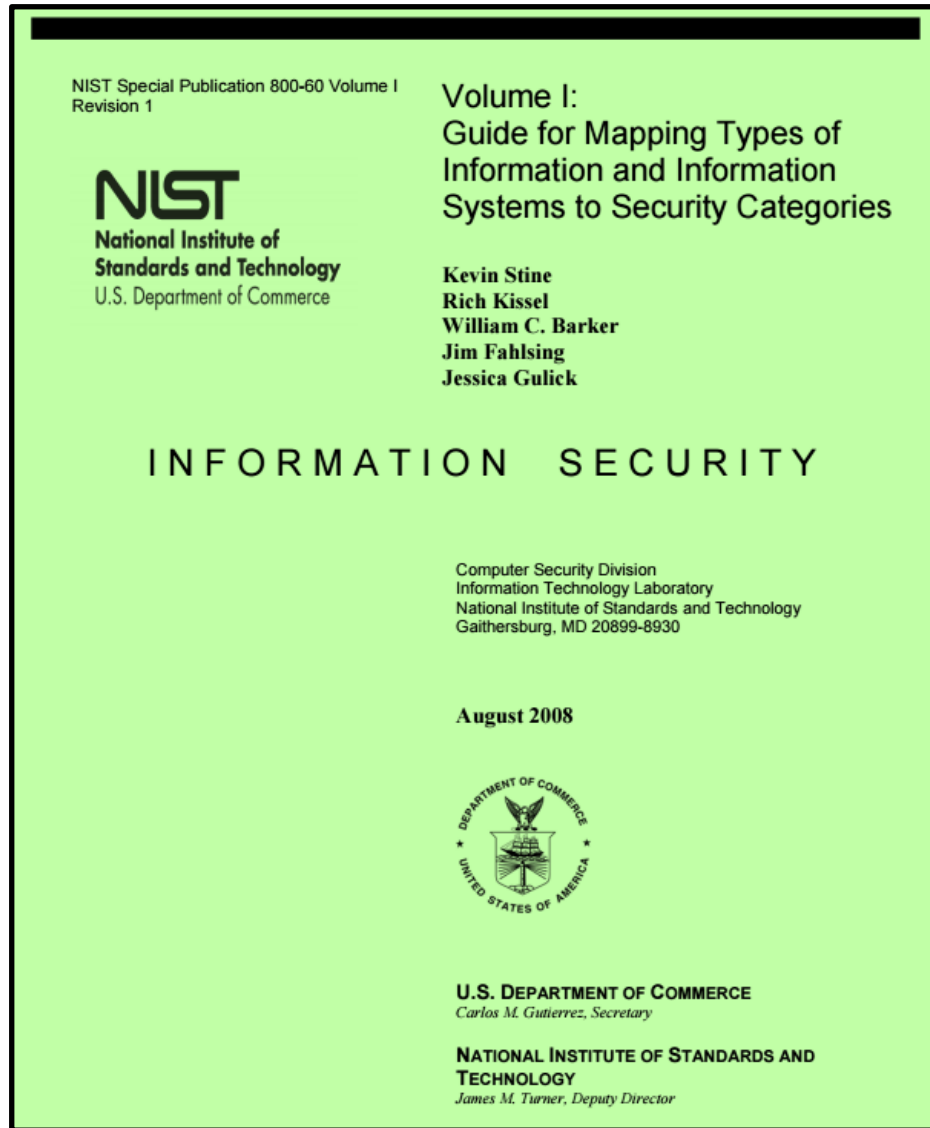 NIST Special Publication 800-60 Volume I
Revision 1
NIST
National Institute of
Standards and Technology
U.S. Department of Commerce
Volume I:
Guide for Mapping Types of
Information and Information
Systems to Security Categories
Kevin Stine
Rich Kissel
William C. Barker
Jim Fahlsing
Jessica Gulick
INFORMATION SECURITY
Computer Security Division
Information Technology Laboratory
National Institute of Standards and Technology
Gaithersburg, MD 20899-8930
August 2008
DEPARTMENT OF COMMERCE
UNITED STATES OF AMERICA
U.S. DEPARTMENT OF COMMERCE
Carlos M. Gutierrez, Secretary
NATIONAL INSTITUTE OF STANDARDS AND
TECHNOLOGY
James M. Turner, Deputy Director